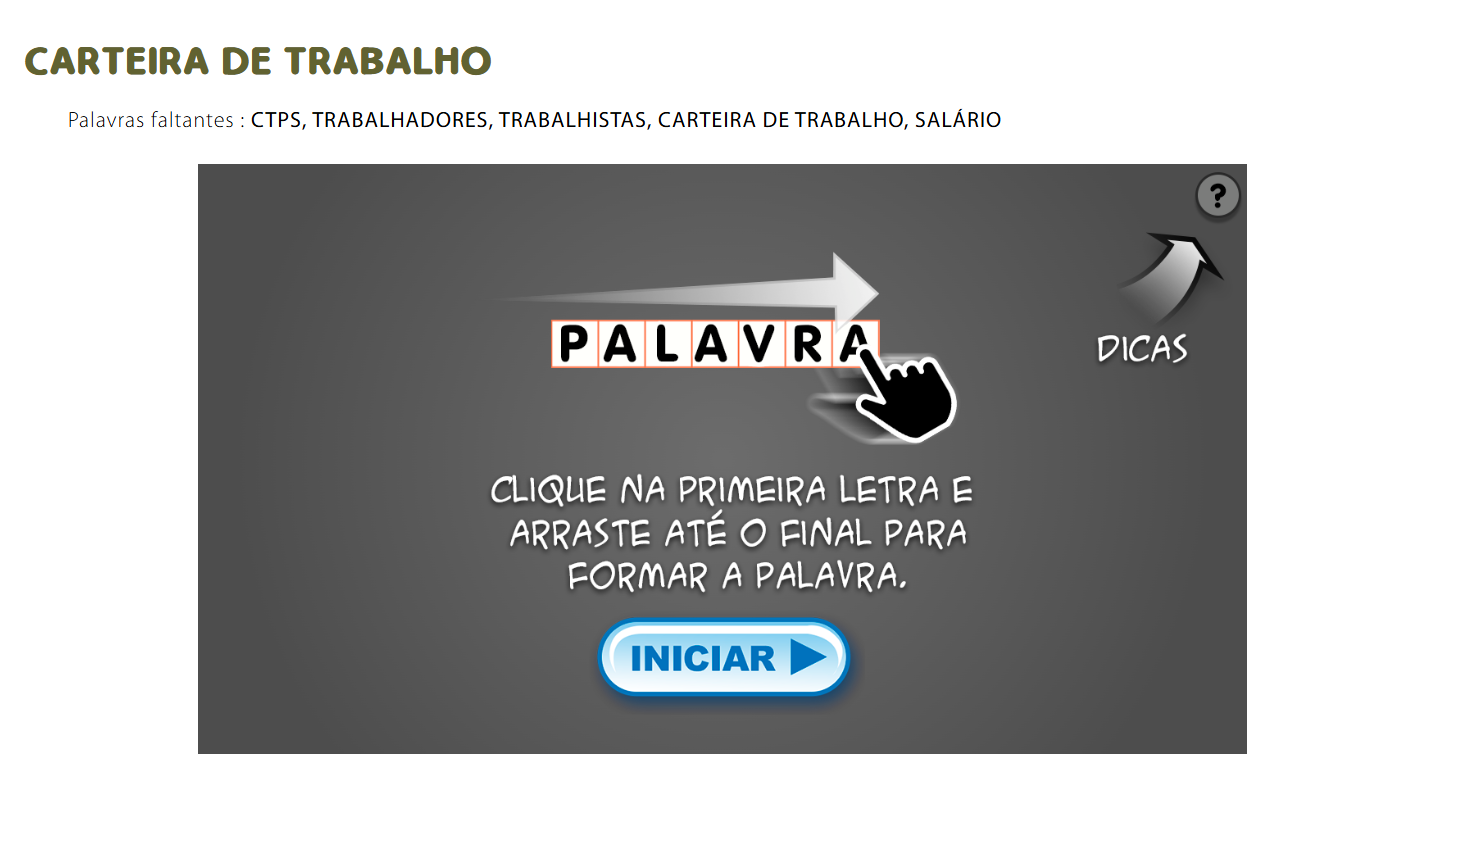 CARTEIRA DE TRABALHO
Palavras faltantes : CTPS, TRABALHADORES, TRABALHISTAS, CARTEIRA DE TRABALHO, SALÁRIO
?
PALAVRA
DICAS
CLIQUE NA PRIMEIRA LETRA E
ARRASTE ATÉ O FINAL PARA
FORMAR A PALAVRA.
INICIAR